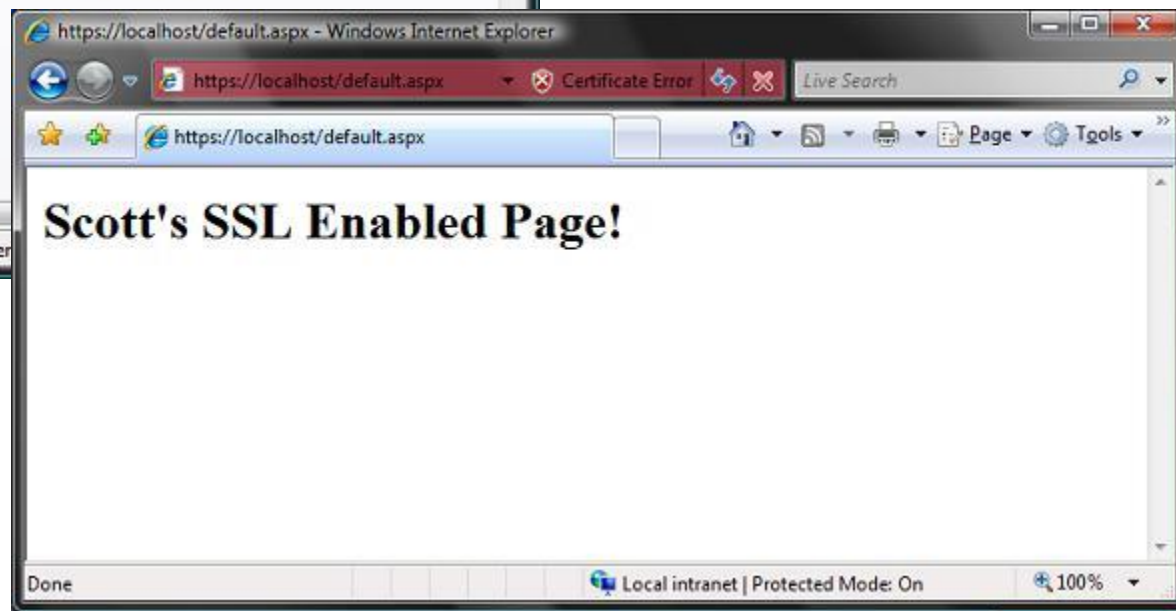 https://localhost/default.aspx - Windows Internet Explorer
https://localhost/default.aspx Certificate Error Live Search
https://localhost/default.aspx Page Tools
Scott's SSL Enabled Page!
Done Local intranet | Protected Mode: On 100%